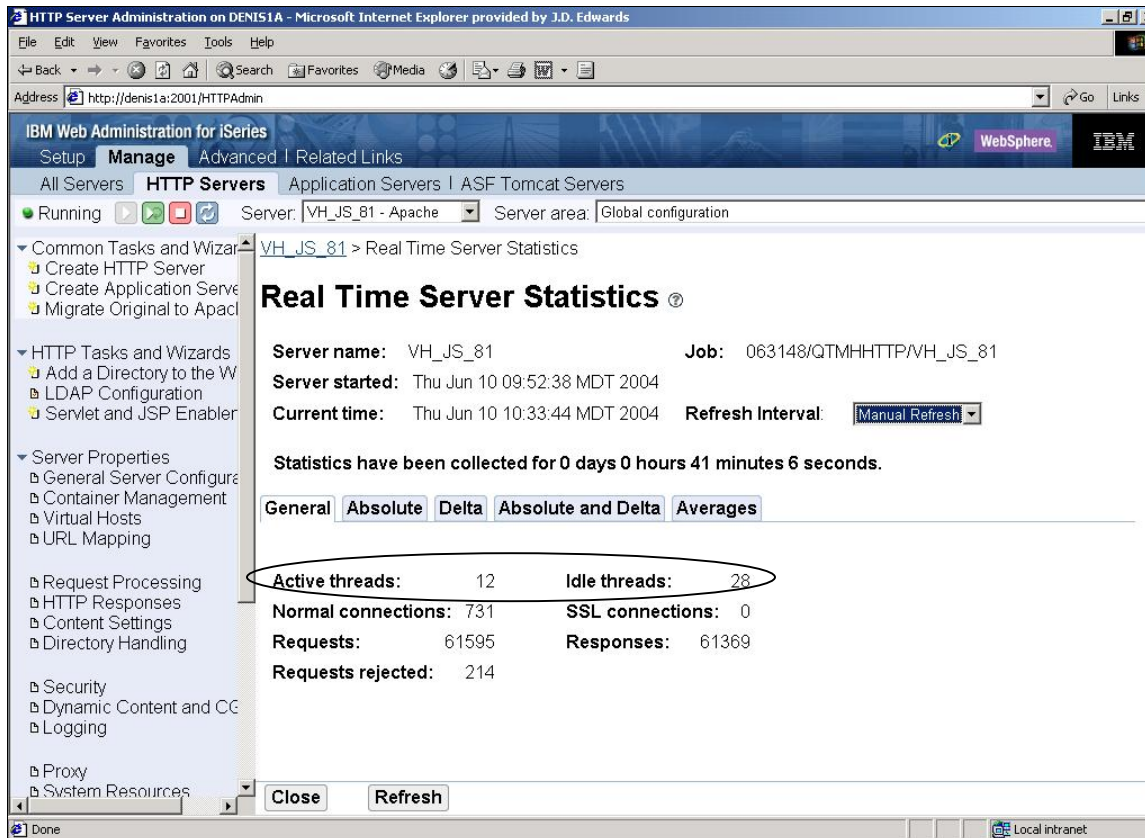 HTTP Server Administration on DENIS1A - Microsoft Internet Explorer provided by J.D. Edwards
File Edit View Favorites Tools Help
Back Search Favorites Media
Address http://denis1a:2001/HTTPAdmin Go Links
IBM Web Administration for iSeries
WebSphere. IBM
Setup Manage Advanced | Related Links
All Servers HTTP Servers Application Servers | ASF Tomcat Servers
Running Server: VH_JS_81 - Apache Server area: Global configuration
Common Tasks and Wizar
Create HTTP Server
Create Application Serve
Migrate Original to Apacl
HTTP Tasks and Wizards
Add a Directory to the W
LDAP Configuration
Servlet and JSP Enabler
Server Properties
General Server Configura
Container Management
Virtual Hosts
URL Mapping
Request Processing
HTTP Responses
Content Settings
Directory Handling
Security
Dynamic Content and CG
Logging
Proxy
System Resources
VH_JS_81 > Real Time Server Statistics
Real Time Server Statistics ?
Server name: VH_JS_81 Job: 063148/QTMHHTTP/VH_JS_81
Server started: Thu Jun 10 09:52:38 MDT 2004
Current time: Thu Jun 10 10:33:44 MDT 2004 Refresh Interval: Manual Refresh
Statistics have been collected for 0 days 0 hours 41 minutes 6 seconds.
General Absolute Delta Absolute and Delta Averages
Active threads: 12 Idle threads: 28
Normal connections: 731 SSL connections: 0
Requests: 61595 Responses: 61369
Requests rejected: 214
Close Refresh
Done Local intranet